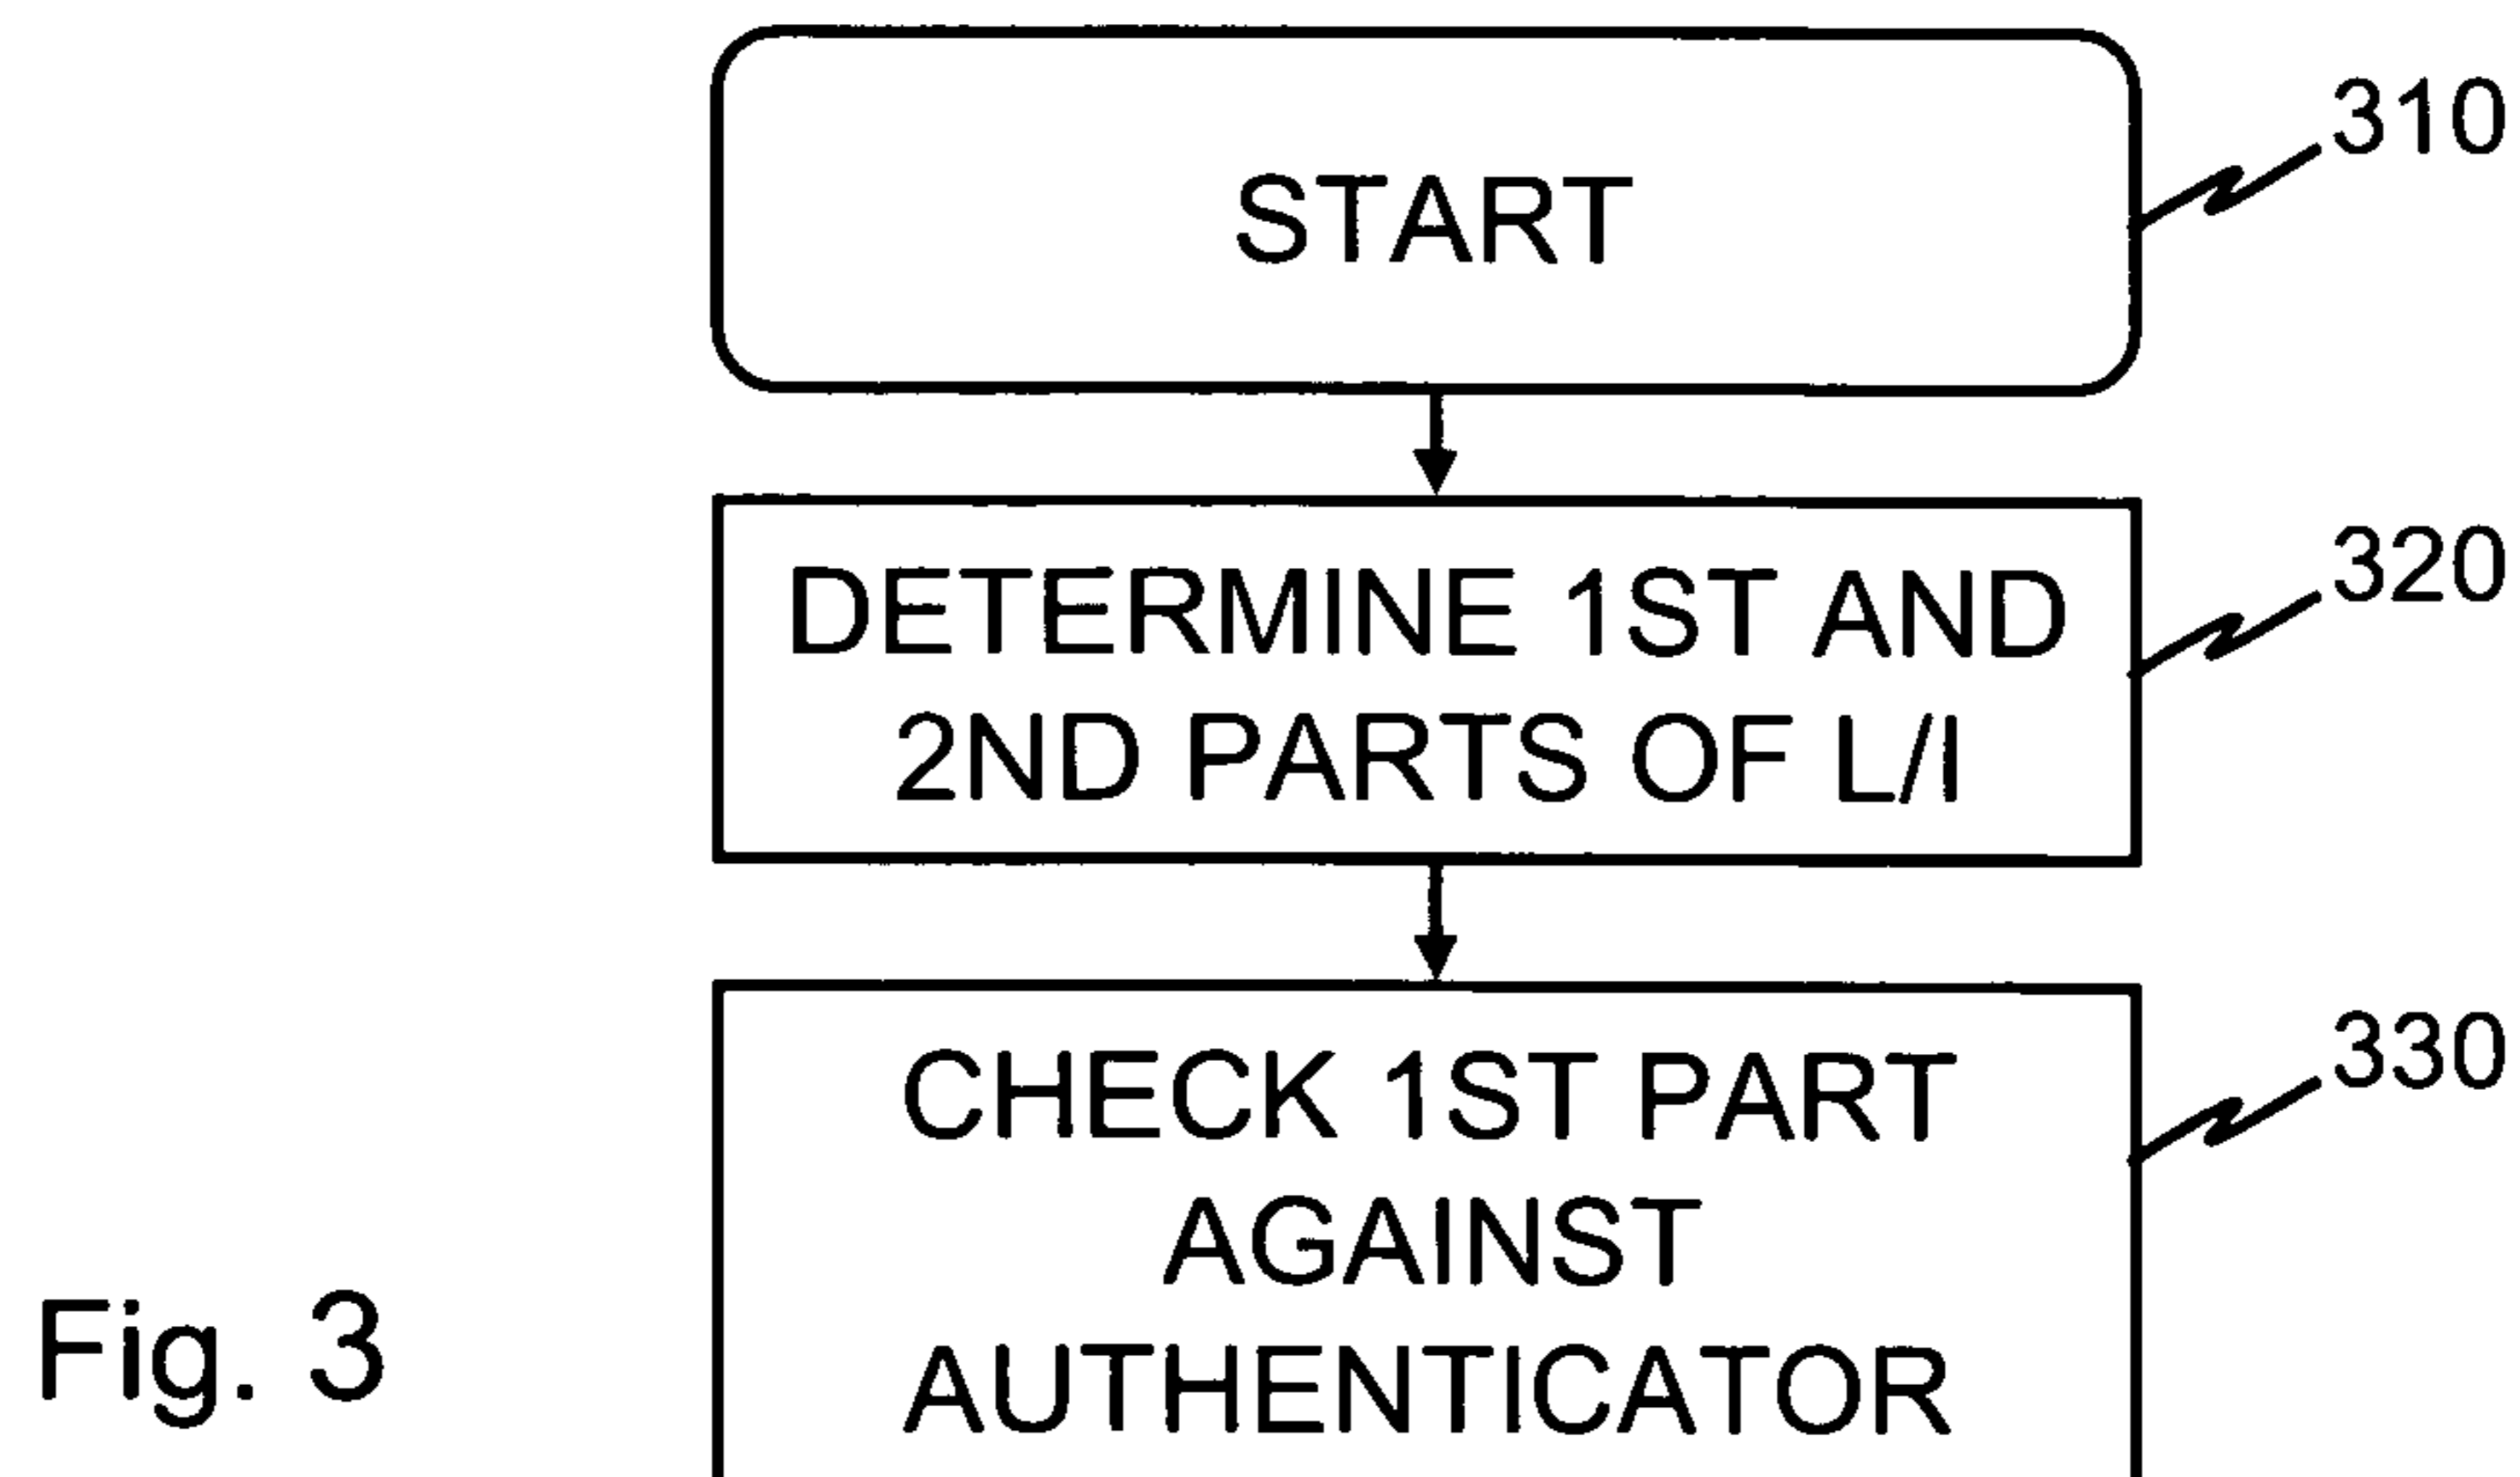 START
310
DETERMINE 1ST AND
2ND PARTS OF L/I
320
CHECK 1ST PART
AGAINST
AUTHENTICATOR
330
Fig. 3